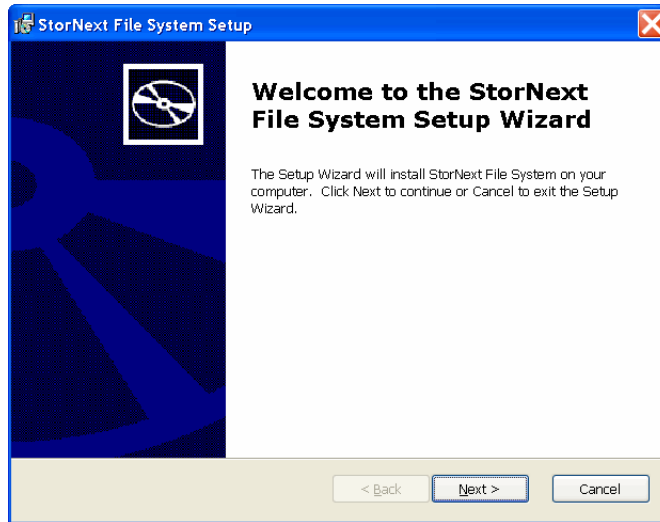 StorNext File System Setup
Welcome to the StorNext
File System Setup Wizard
The Setup Wizard will install StorNext File System on your
computer. Click Next to continue or Cancel to exit the Setup
Wizard.
< Back
Next >
Cancel